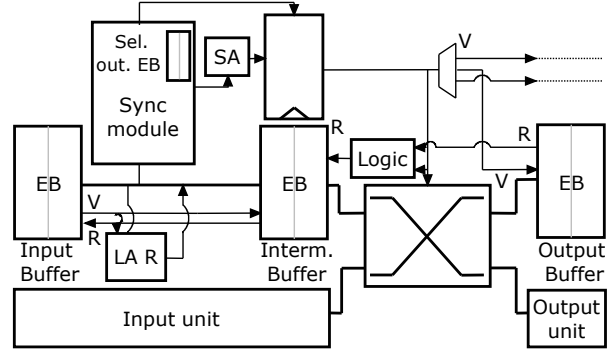 Sel.
out. EB
SA
Sync
module
V
R
R
Logic
EB
EB
EB
V
V
R
Input
Buffer
LA R
Interm.
Buffer
Output
Buffer
Input unit
Output
unit